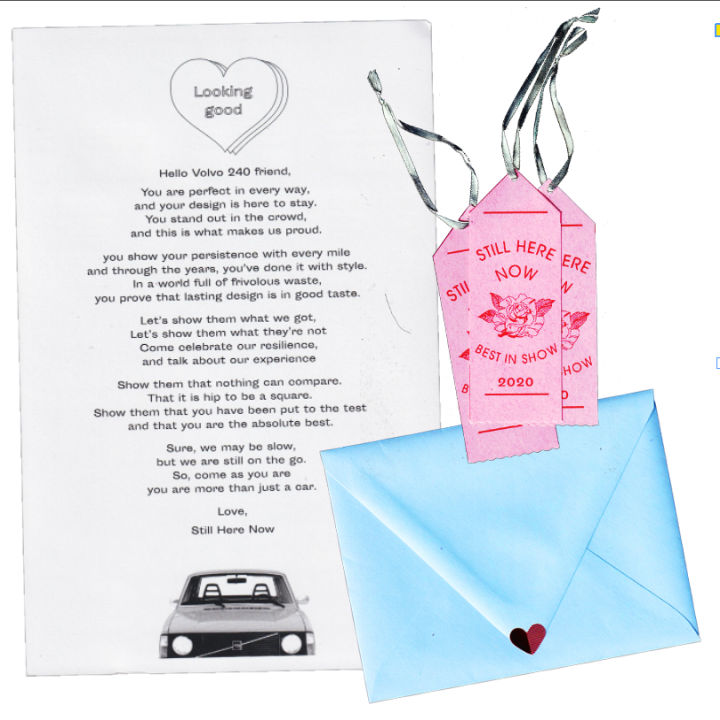 Looking
good
Hello Volvo 240 friend,
You are perfect in every way,
and your design is here to stay.
You stand out in the crowd,
and this is what makes us proud.
you show your persistence with every mile
and through the years, you've done it with style.
In a world full of frivolous waste,
you prove that lasting design is in good taste.
Let's show them what we got,
Let's show them what they're not
Come celebrate our resilience,
and talk about our experience
Show them that nothing can compare.
That it is hip to be a square.
Show them that you have been put to the test
and that you are the absolute best.
Sure, we may be slow,
but we are still on the go.
So, come as you are
you are more than just a car.
Love,
Still Here Now
STILL HERE
NOW
BEST IN SHOW
2020
STI
B
ERE
OW
HOW
0